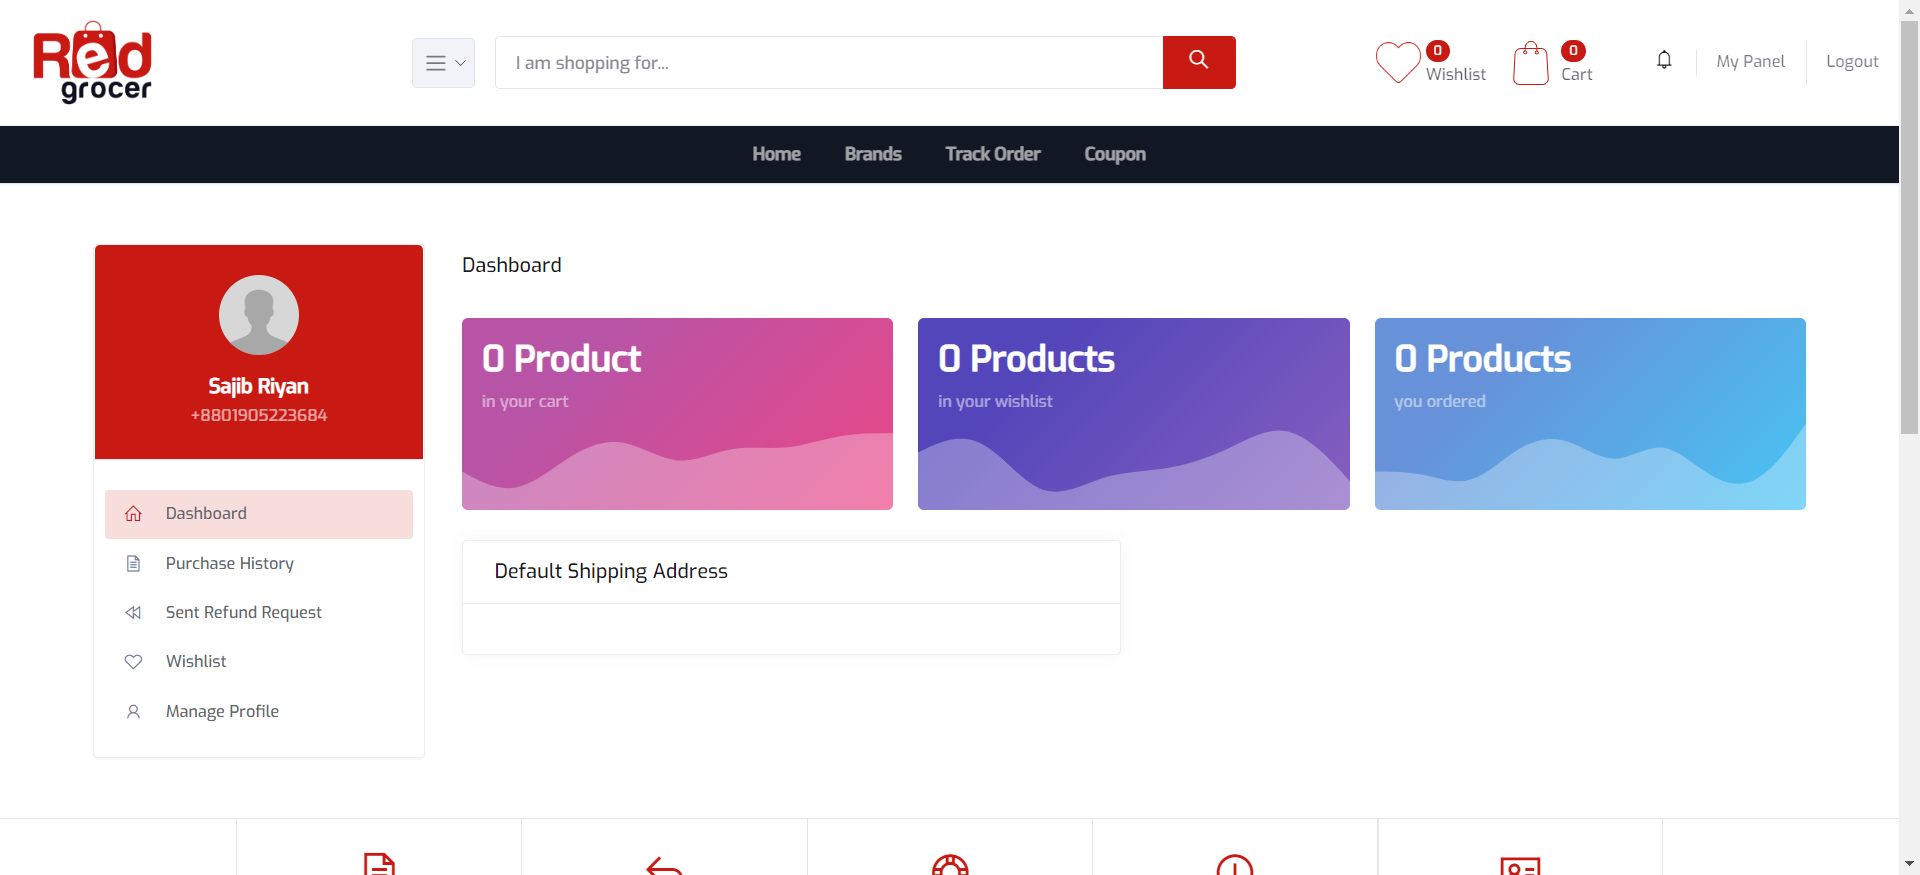 Red
grocer
I am shopping for...
0
Wishlist
0
Cart
My Panel
Logout
Home
Brands
Track Order
Coupon
Sajib Riyan
+8801905223684
Dashboard
Purchase History
Sent Refund Request
Wishlist
Manage Profile
Dashboard
0 Product
in your cart
0 Products
in your wishlist
0 Products
you ordered
Default Shipping Address